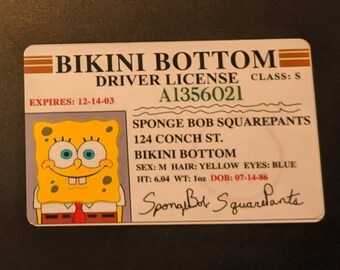 BIKINI BOTTOM
DRIVER LICENSE CLASS: S
A1356021
EXPIRES: 12-14-03
SPONGE BOB SQUAREPANTS
124 CONCH ST.
BIKINI BOTTOM
SEX: M HAIR: YELLOW EYES: BLUE
HT: 6.04 WT: 1oz DOB: 07-14-86
SpongeBob SquarePants